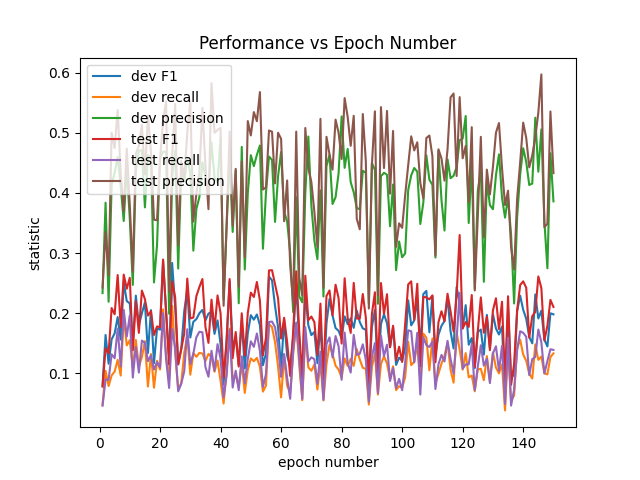 Performance vs Epoch Number
dev F1
dev recall
dev precision
test F1
test recall
test precision
statistic
0.6
0.5
0.4
0.3
0.2
0.1
0 20 40 60 80 100 120 140
epoch number